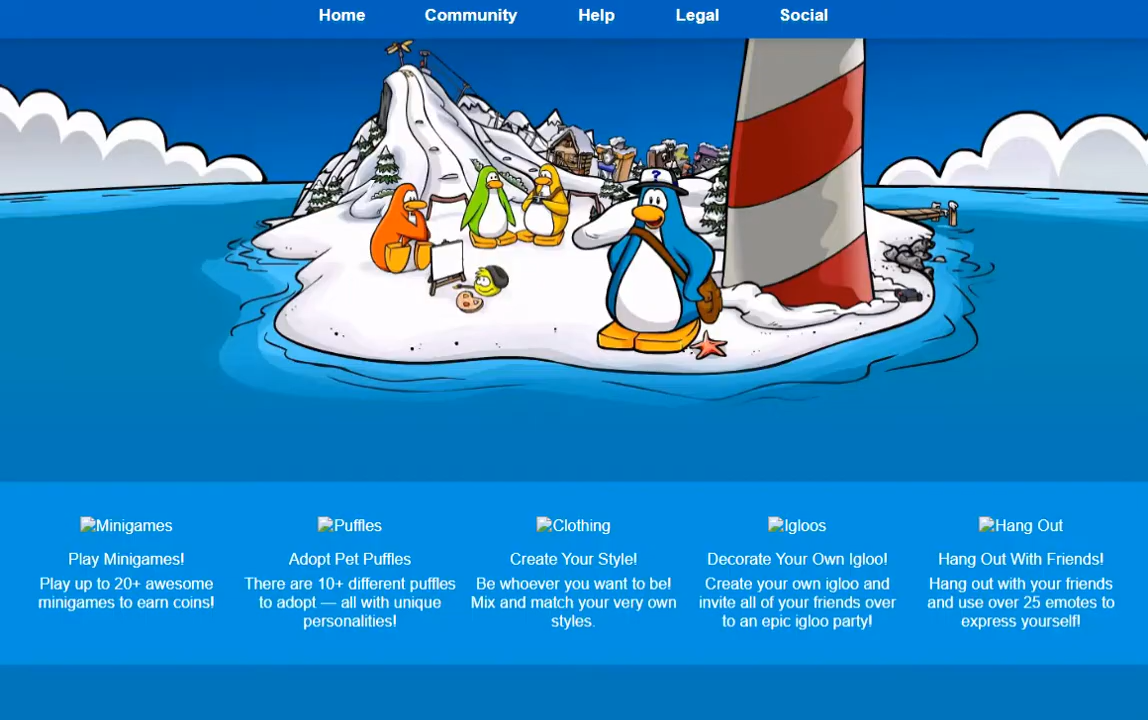 Home Community Help Legal Social
?
Minigames Puffles Clothing Igloos Hang Out
Play Minigames!
Play up to 20+ awesome
minigames to earn coins!
Adopt Pet Puffles
There are 10+ different puffles
to adopt — all with unique
personalities!
Create Your Style!
Be whoever you want to be!
Mix and match your very own
styles.
Decorate Your Own Igloo!
Create your own igloo and
invite all of your friends over
to an epic igloo party!
Hang Out With Friends!
Hang out with your friends
and use over 25 emotes to
express yourself!